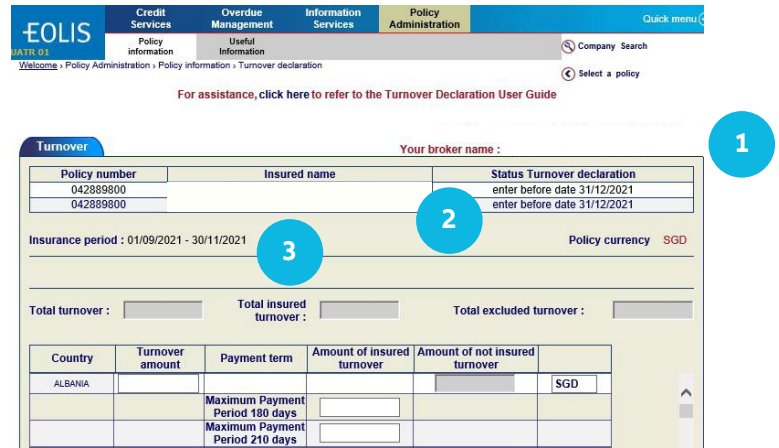 Credit Services Overdue Management Information Services Policy Administration Quick menu
EOLIS
UATR 01
Policy information Useful Information Company Search
Welcome › Policy Administration › Policy information › Turnover declaration
Select a policy
For assistance, click here to refer to the Turnover Declaration User Guide
Turnover Your broker name :
1
Policy number Insured name Status Turnover declaration
042889800 enter before date 31/12/2021
042889800 enter before date 31/12/2021
2
Insurance period : 01/09/2021 - 30/11/2021 Policy currency SGD
3
Total turnover : Total insured turnover : Total excluded turnover :
Country Turnover amount Payment term Amount of insured turnover Amount of not insured turnover
ALBANIA SGD
Maximum Payment Period 180 days
Maximum Payment Period 210 days